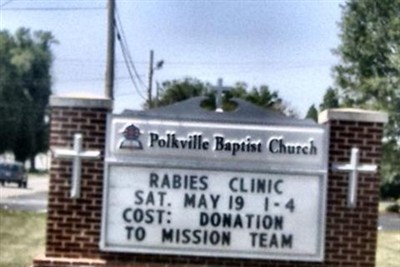 Polkville Baptist Church
RABIES CLINIC
SAT. MAY 19 1-4
COST: DONATION
TO MISSION TEAM